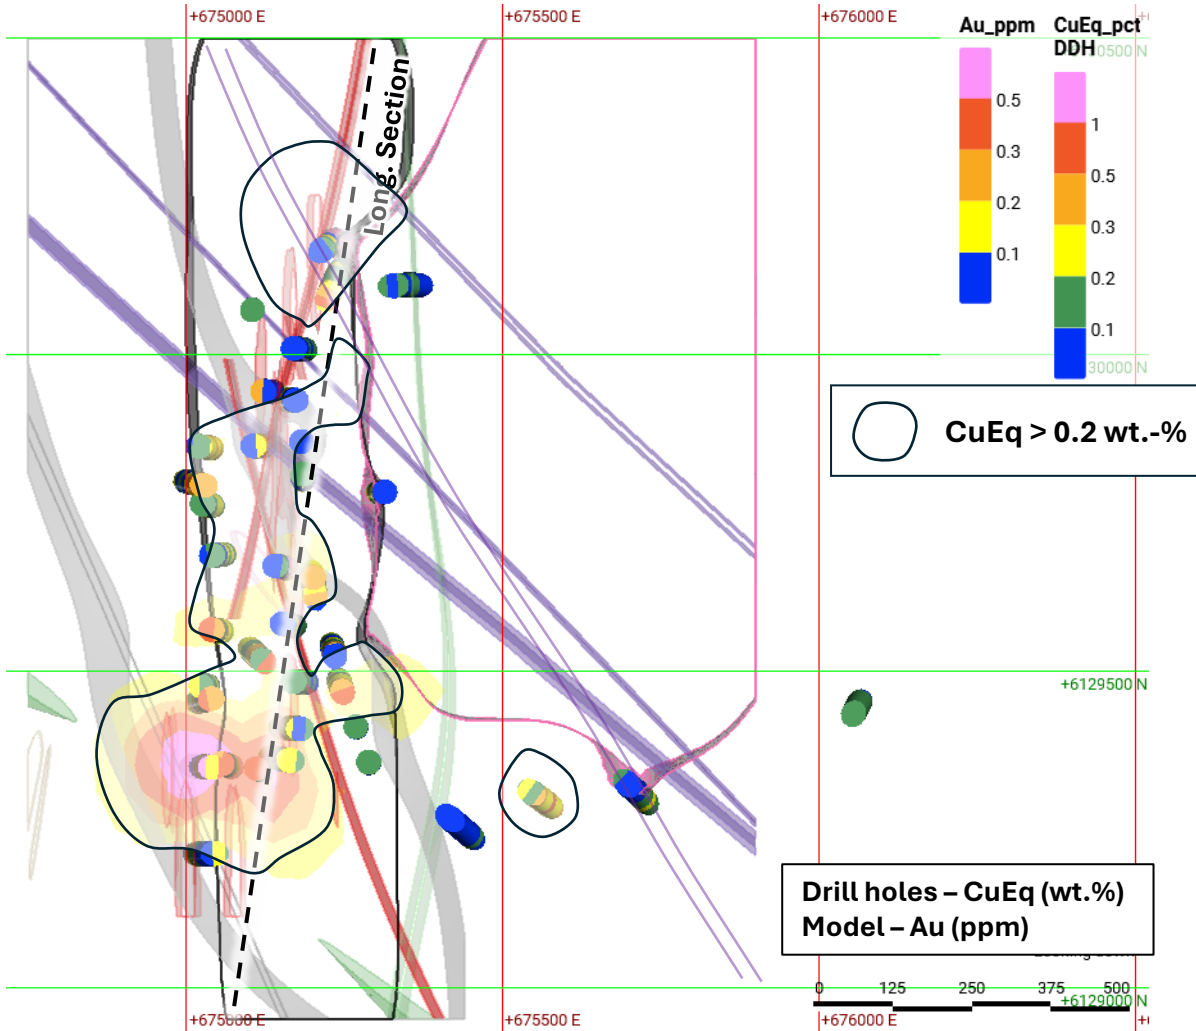 +675000 E
+675500 E
+676000 E
Au_ppm
CuEq_pct
DDH
0500 N
0.5
1
0.3
0.5
0.2
0.3
0.1
0.2
0.1
Long. Section
30000 N
CuEq > 0.2 wt.-%
+6129500 N
Drill holes – CuEq (wt.%)
Model – Au (ppm)
0
125
250
375
500
+6129000 N
+675000 E
+675500 E
+676000 E